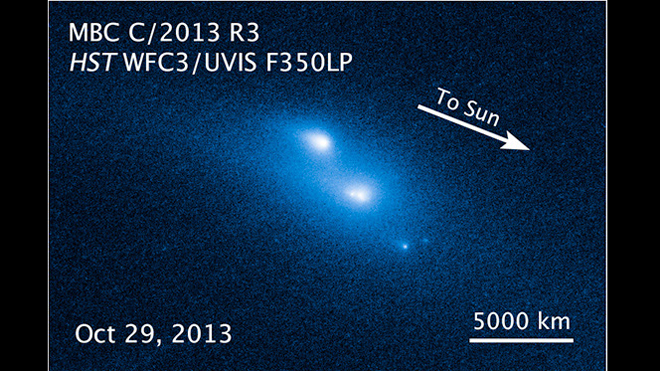 MBC C/2013 R3
HST WFC3/UVIS F350LP
To Sun
Oct 29, 2013
5000 km